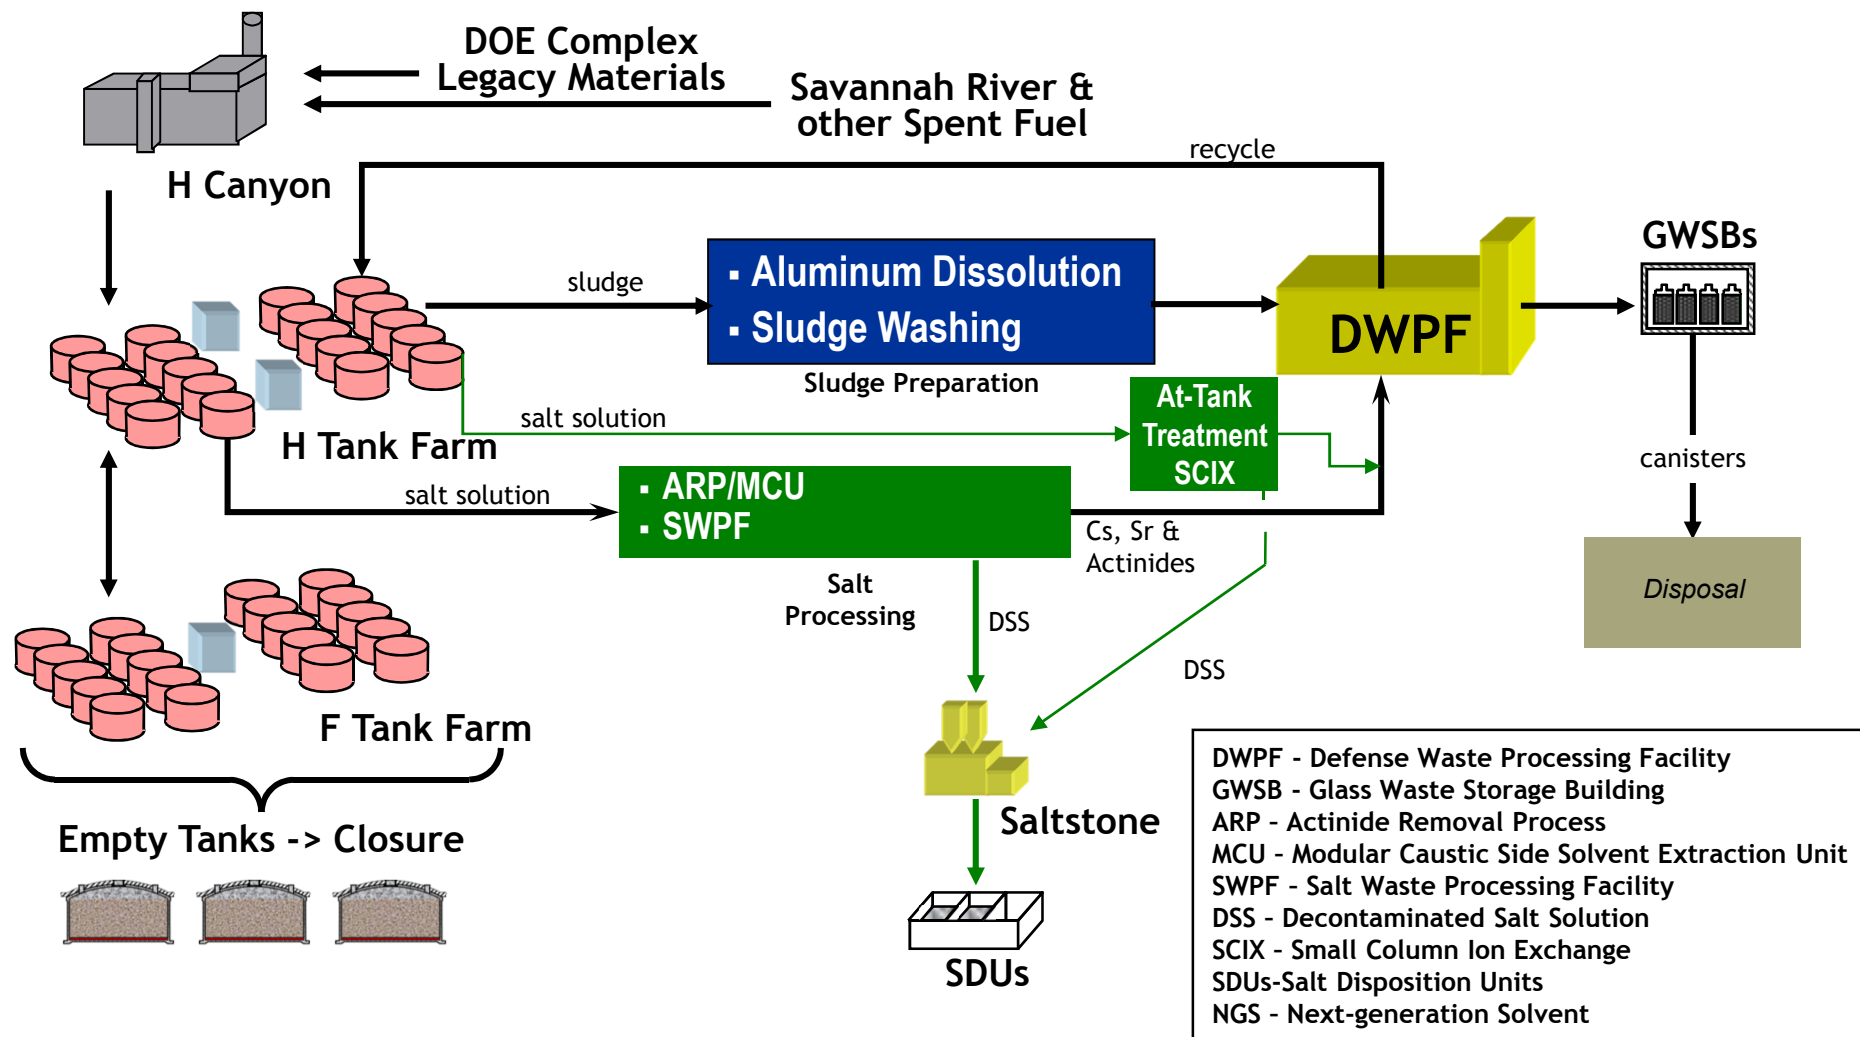 DOE Complex
Legacy Materials
Savannah River &
other Spent Fuel
recycle
H Canyon
GWSBs
sludge
▪ Aluminum Dissolution
▪ Sludge Washing
DWPF
Sludge Preparation
salt solution
At-Tank
Treatment
SCIX
H Tank Farm
canisters
salt solution
▪ ARP/MCU
▪ SWPF
Cs, Sr &
Actinides
Disposal
Salt
Processing
DSS
DSS
F Tank Farm
Saltstone
Empty Tanks -> Closure
SDUs
DWPF - Defense Waste Processing Facility
GWSB - Glass Waste Storage Building
ARP – Actinide Removal Process
MCU – Modular Caustic Side Solvent Extraction Unit
SWPF – Salt Waste Processing Facility
DSS – Decontaminated Salt Solution
SCIX – Small Column Ion Exchange
SDUs-Salt Disposition Units
NGS – Next-generation Solvent